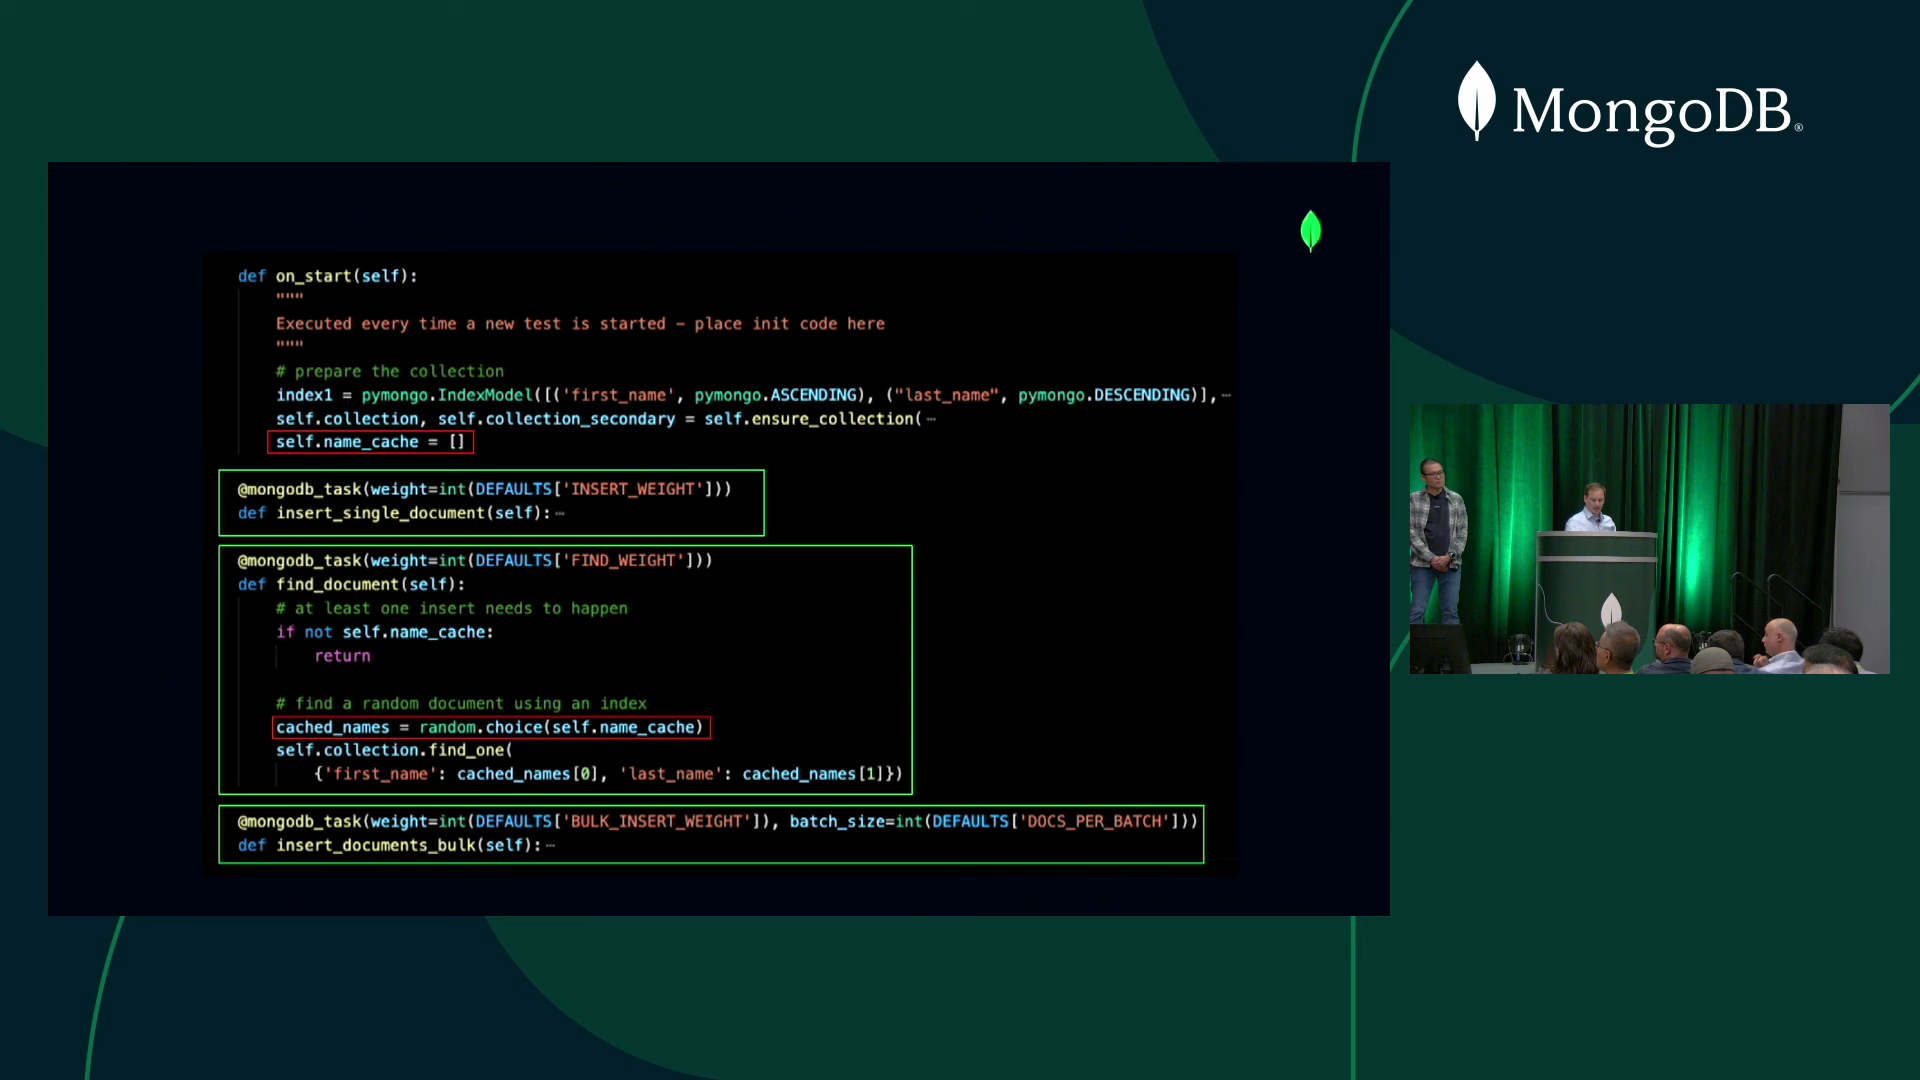 MongoDB®
def on_start(self):
"""
Executed every time a new test is started – place init code here
"""
# prepare the collection
index1 = pymongo.IndexModel([('first_name', pymongo.ASCENDING), ("last_name", pymongo.DESCENDING)],⋯
self.collection, self.collection_secondary = self.ensure_collection(⋯
self.name_cache = []
@mongodb_task(weight=int(DEFAULTS['INSERT_WEIGHT']))
def insert_single_document(self):⋯
@mongodb_task(weight=int(DEFAULTS['FIND_WEIGHT']))
def find_document(self):
# at least one insert needs to happen
if not self.name_cache:
return
# find a random document using an index
cached_names = random.choice(self.name_cache)
self.collection.find_one(
{'first_name': cached_names[0], 'last_name': cached_names[1]})
@mongodb_task(weight=int(DEFAULTS['BULK_INSERT_WEIGHT']), batch_size=int(DEFAULTS['DOCS_PER_BATCH']))
def insert_documents_bulk(self):⋯